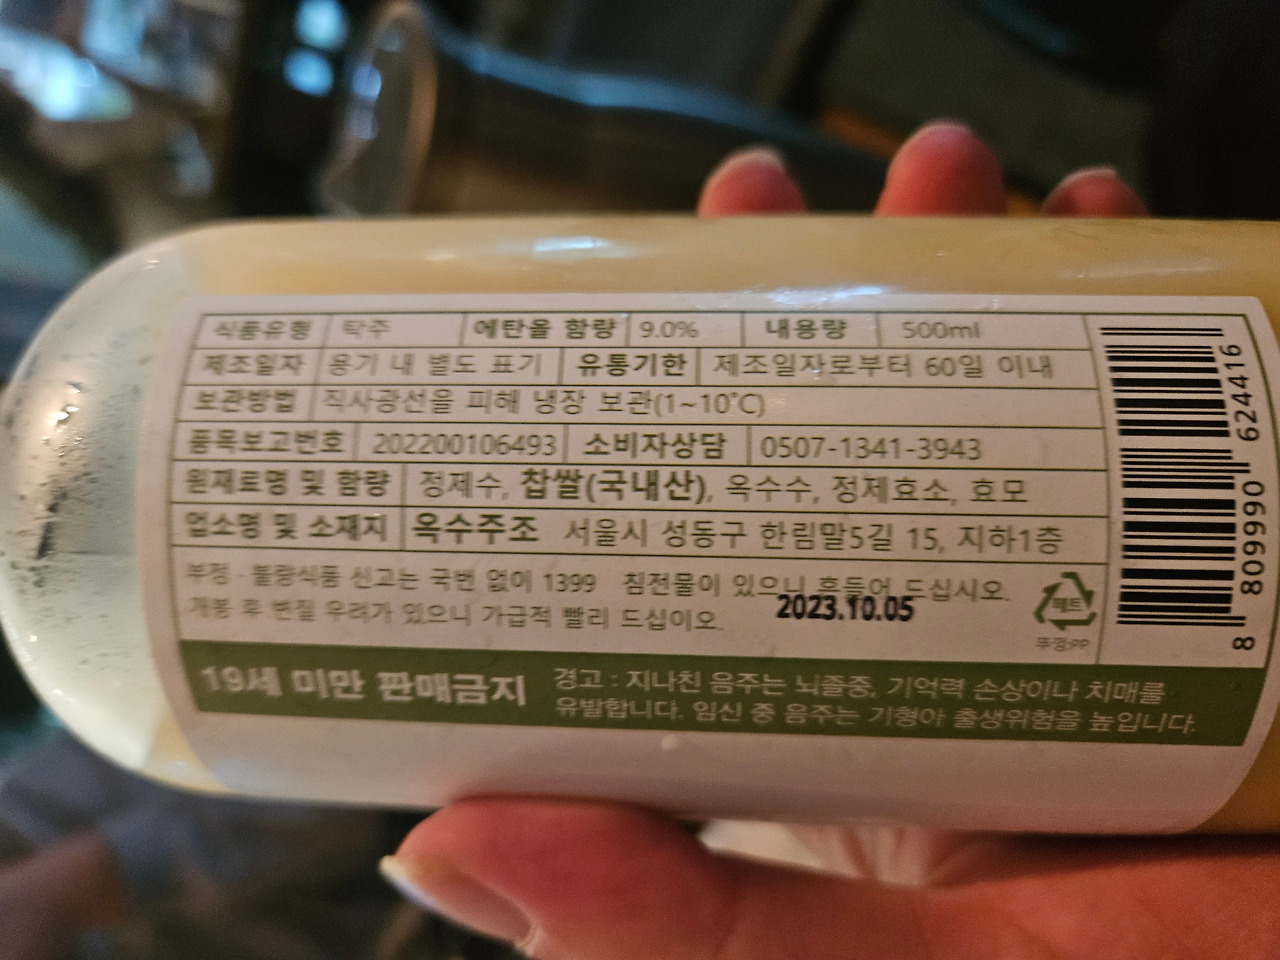 식품유형 탁주 에탄올 함량 9.0% 내용량 500ml
제조일자 용기 내 별도 표기 유통기한 제조일자로부터 60일 이내
보관방법 직사광선을 피해 냉장 보관(1~10°C)
품목보고번호 202200106493 소비자상담 0507-1341-3943
원재료명 및 함량 정제수, 찹쌀(국내산), 옥수수, 정제효소, 효모
업소명 및 소재지 옥수주조 서울시 성동구 한림말5길 15, 지하1층
부정·불량식품 신고는 국번 없이 1399 침전물이 있으니 흔들어 드십시오.
개봉 후 변질 우려가 있으니 가급적 빨리 드십이오.
2023.10.05
페트
뚜껑:PP
19세 미만 판매금지
경고 : 지나친 음주는 뇌졸중, 기억력 손상이나 치매를
유발합니다. 임신 중 음주는 기형아 출생위험을 높입니다.
8 809990 624416